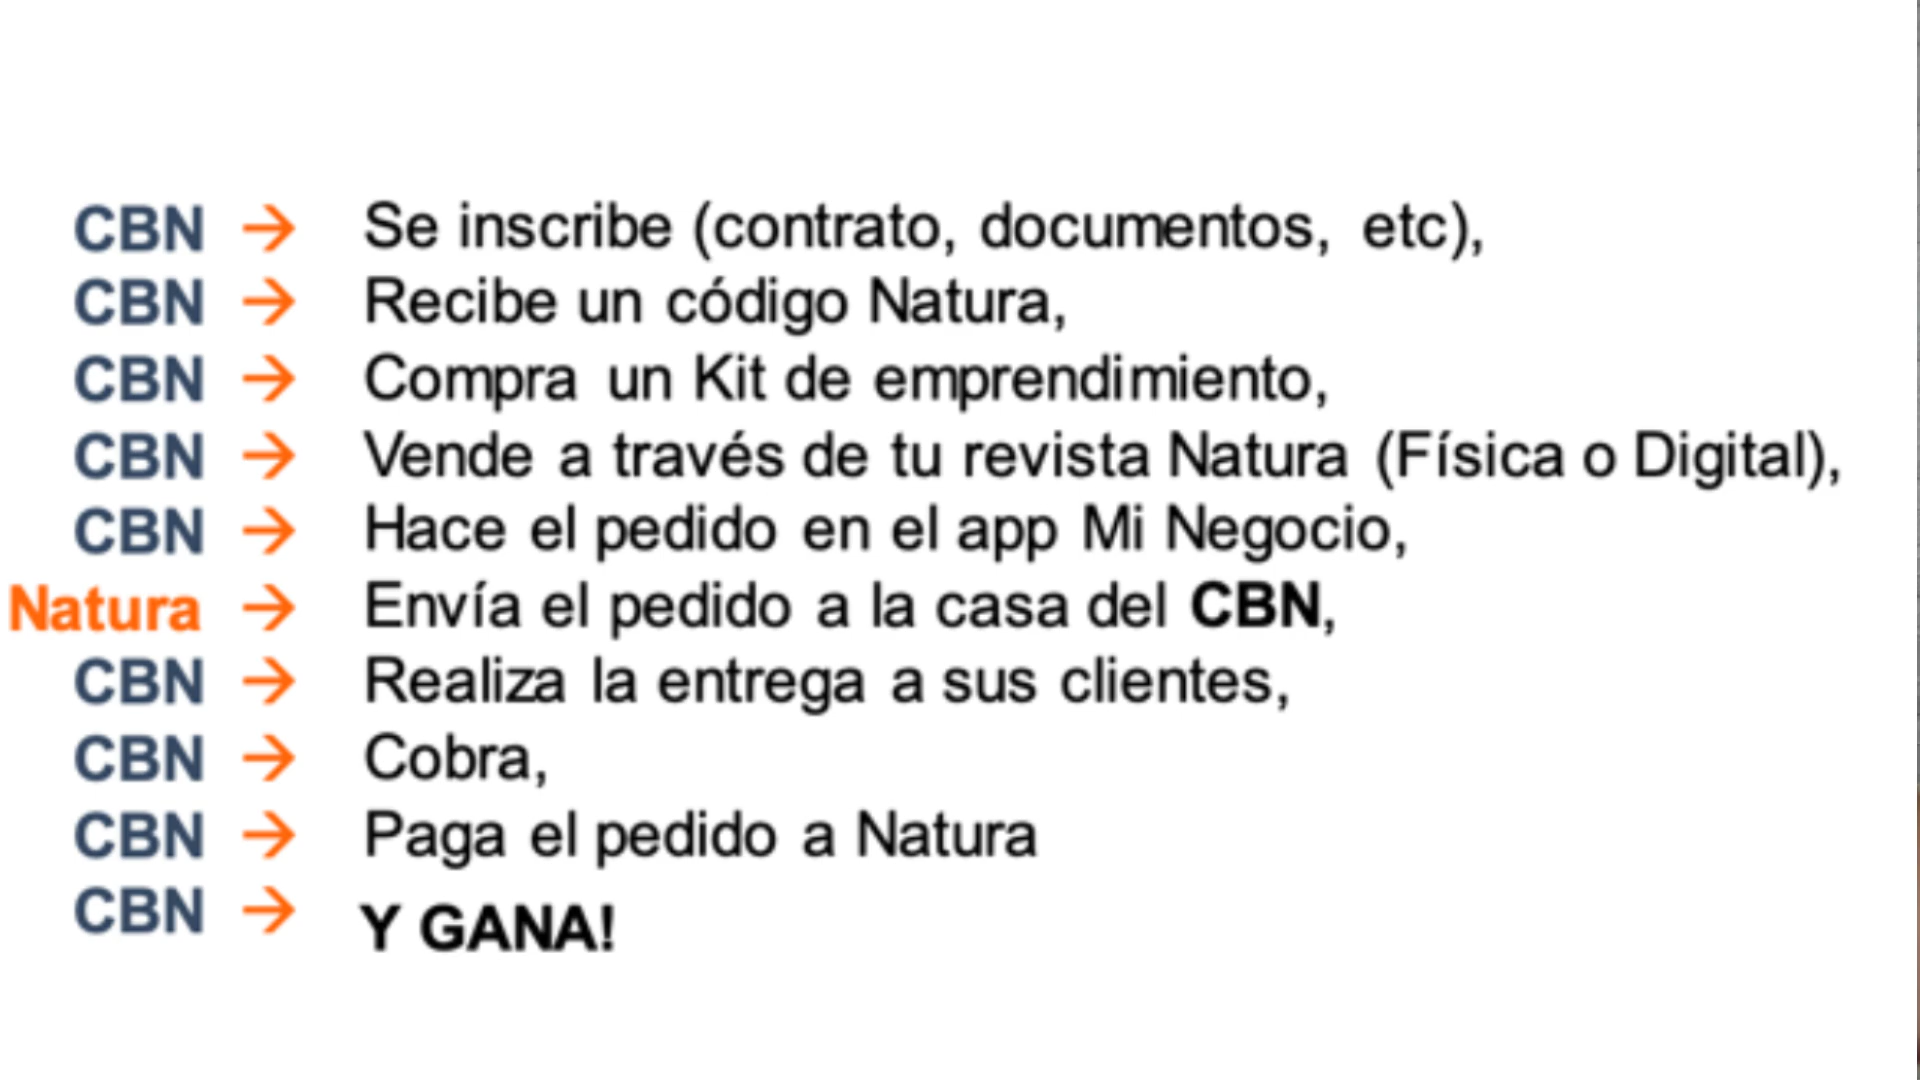 CBN → Se inscribe (contrato, documentos, etc),
CBN → Recibe un código Natura,
CBN → Compra un Kit de emprendimiento,
CBN → Vende a través de tu revista Natura (Física o Digital),
CBN → Hace el pedido en el app Mi Negocio,
Natura → Envía el pedido a la casa del CBN,
CBN → Realiza la entrega a sus clientes,
CBN → Cobra,
CBN → Paga el pedido a Natura
CBN → Y GANA!